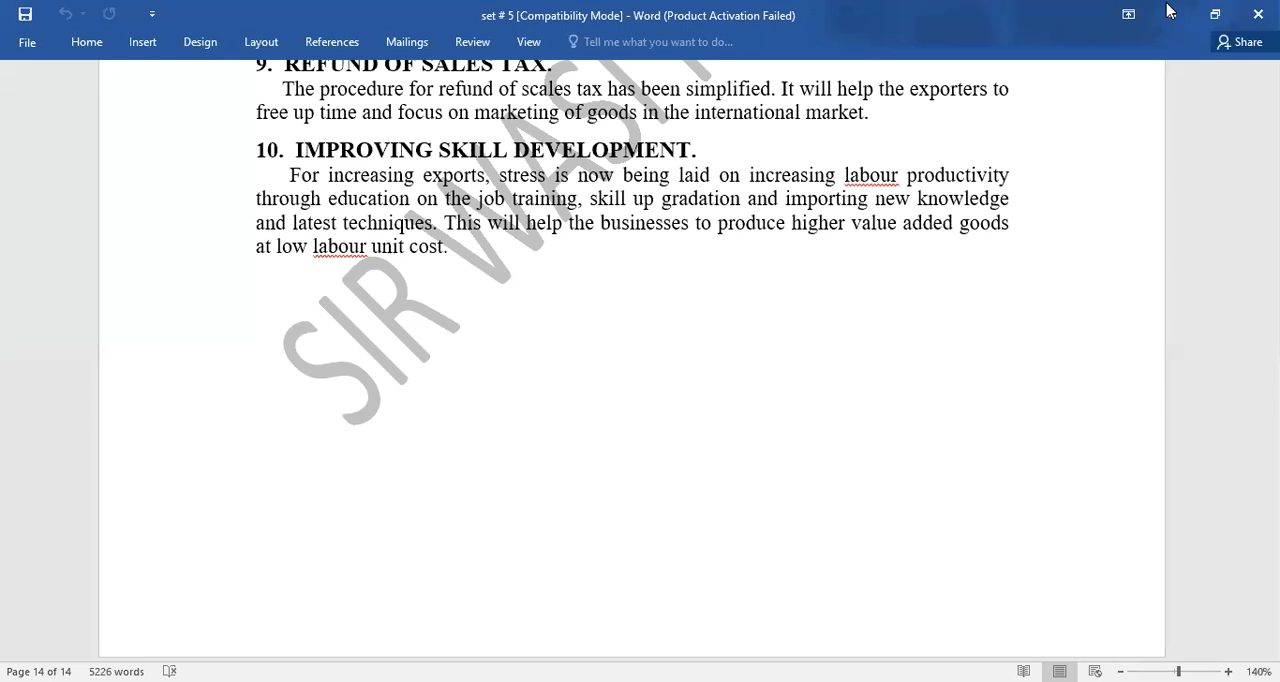 set # 5 [Compatibility Mode] - Word (Product Activation Failed)
File Home Insert Design Layout References Mailings Review View Tell me what you want to do... Share
9. REFUND OF SALES TAX.
The procedure for refund of scales tax has been simplified. It will help the exporters to
free up time and focus on marketing of goods in the international market.
10. IMPROVING SKILL DEVELOPMENT.
For increasing exports, stress is now being laid on increasing labour productivity
through education on the job training, skill up gradation and importing new knowledge
and latest techniques. This will help the businesses to produce higher value added goods
at low labour unit cost.
SIR WASI
Page 14 of 14 5226 words 140%